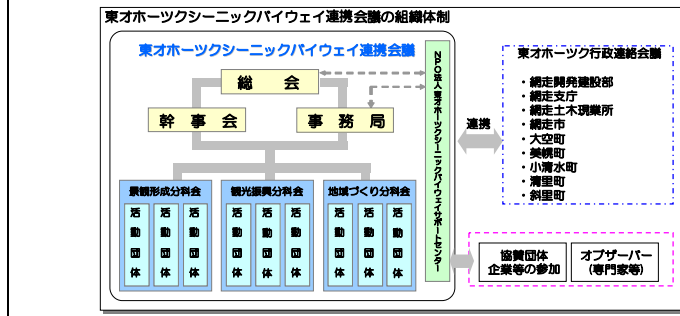 東オホーツクシーニックバイウェイ連携会議の組織体制
東オホーツクシーニックバイウェイ連携会議
総会
幹事会
事務局
景観形成分科会
活動団体
活動団体
活動団体
観光振興分科会
活動団体
活動団体
活動団体
地域づくり分科会
活動団体
活動団体
活動団体
NPO法人東オホーツクシーニックバイウェイサポートセンター
連携
東オホーツク行政連絡会議
・網走開発建設部
・網走支庁
・網走土木現業所
・網走市
・大空町
・美幌町
・小清水町
・清里町
・斜里町
協賛団体
企業等の参加
オブザーバー
(専門家等)